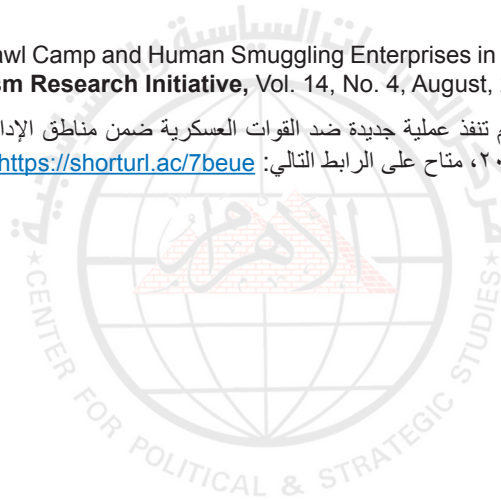 awl Camp and Human Smuggling Enterprises in
sm Research Initiative, Vol. 14, No. 4, August,
تنفذ عملية جديدة ضد القوات العسكرية ضمن مناطق الإدا
٢٠، متاح على الرابط التالي: https://shorturl.ac/7beue
الأهرام
CENTER FOR POLITICAL & STRATEGIC STUDIES